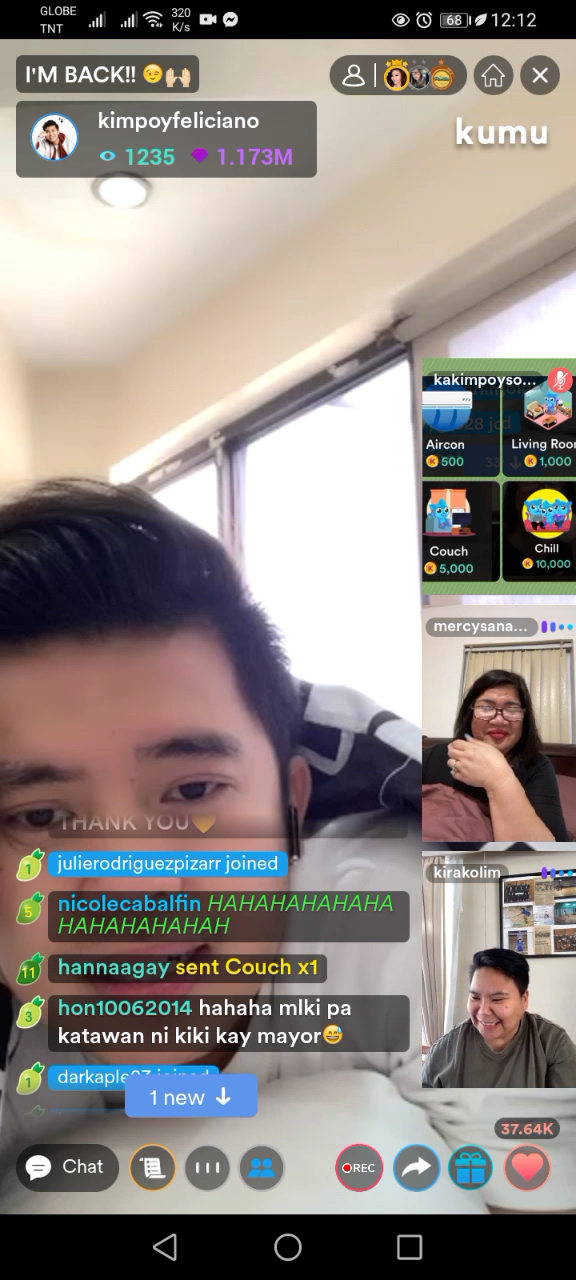 GLOBE
TNT
320
K/s
68
12:12
I'M BACK!! 😉🙌🏻
kimpoyfeliciano
1235 1.173M
kumu
kakimpoyso...
Aircon
500
Living Roor
1,000
Couch
5,000
Chill
10,000
mercysana...
kirakolim
THANK YOU💛
1 julierodriguezpizarr joined
5 nicolecabalfin HAHAHAHAHAHA
HAHAHAHAHAH
11 hannaagay sent Couch x1
3 hon10062014 hahaha mlki pa
katawan ni kiki kay mayor😅
1
joined
1 new ↓
37.64K
Chat
REC